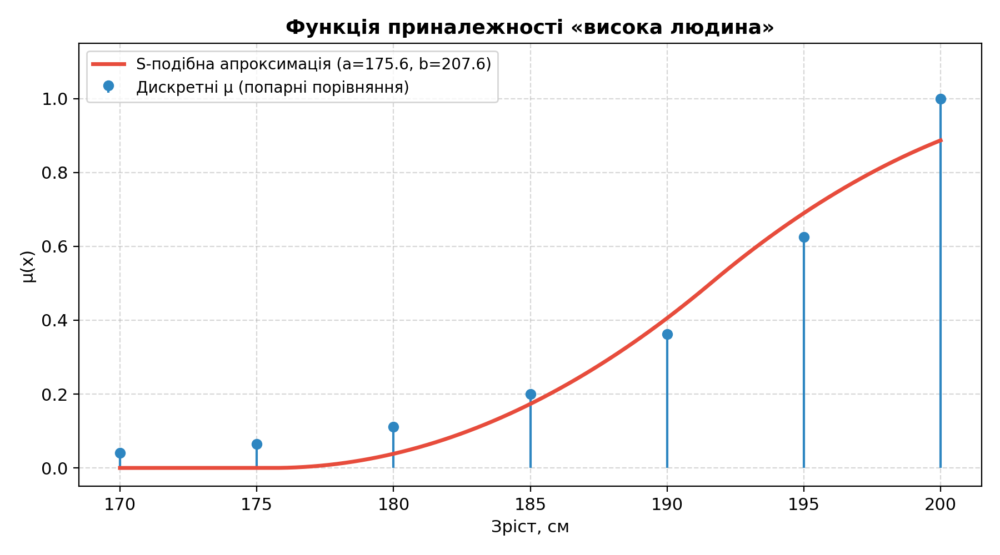 Функція приналежності «висока людина»
S-подібна апроксимація (a=175.6, b=207.6)
Дискретні μ (попарні порівняння)
1.0
0.8
0.6
0.4
0.2
0.0
μ(x)
170 175 180 185 190 195 200
Зріст, см